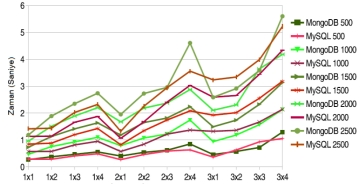 6
5
4
3
2
1
0
Zaman (Saniye)
1x1 1x2 1x3 1x4 2x1 2x2 2x3 2x4 3x1 3x2 3x3 3x4
MongoDB 500
MySQL 500
MongoDB 1000
MySQL 1000
MongoDB 1500
MySQL 1500
MongoDB 2000
MySQL 2000
MongoDB 2500
MySQL 2500